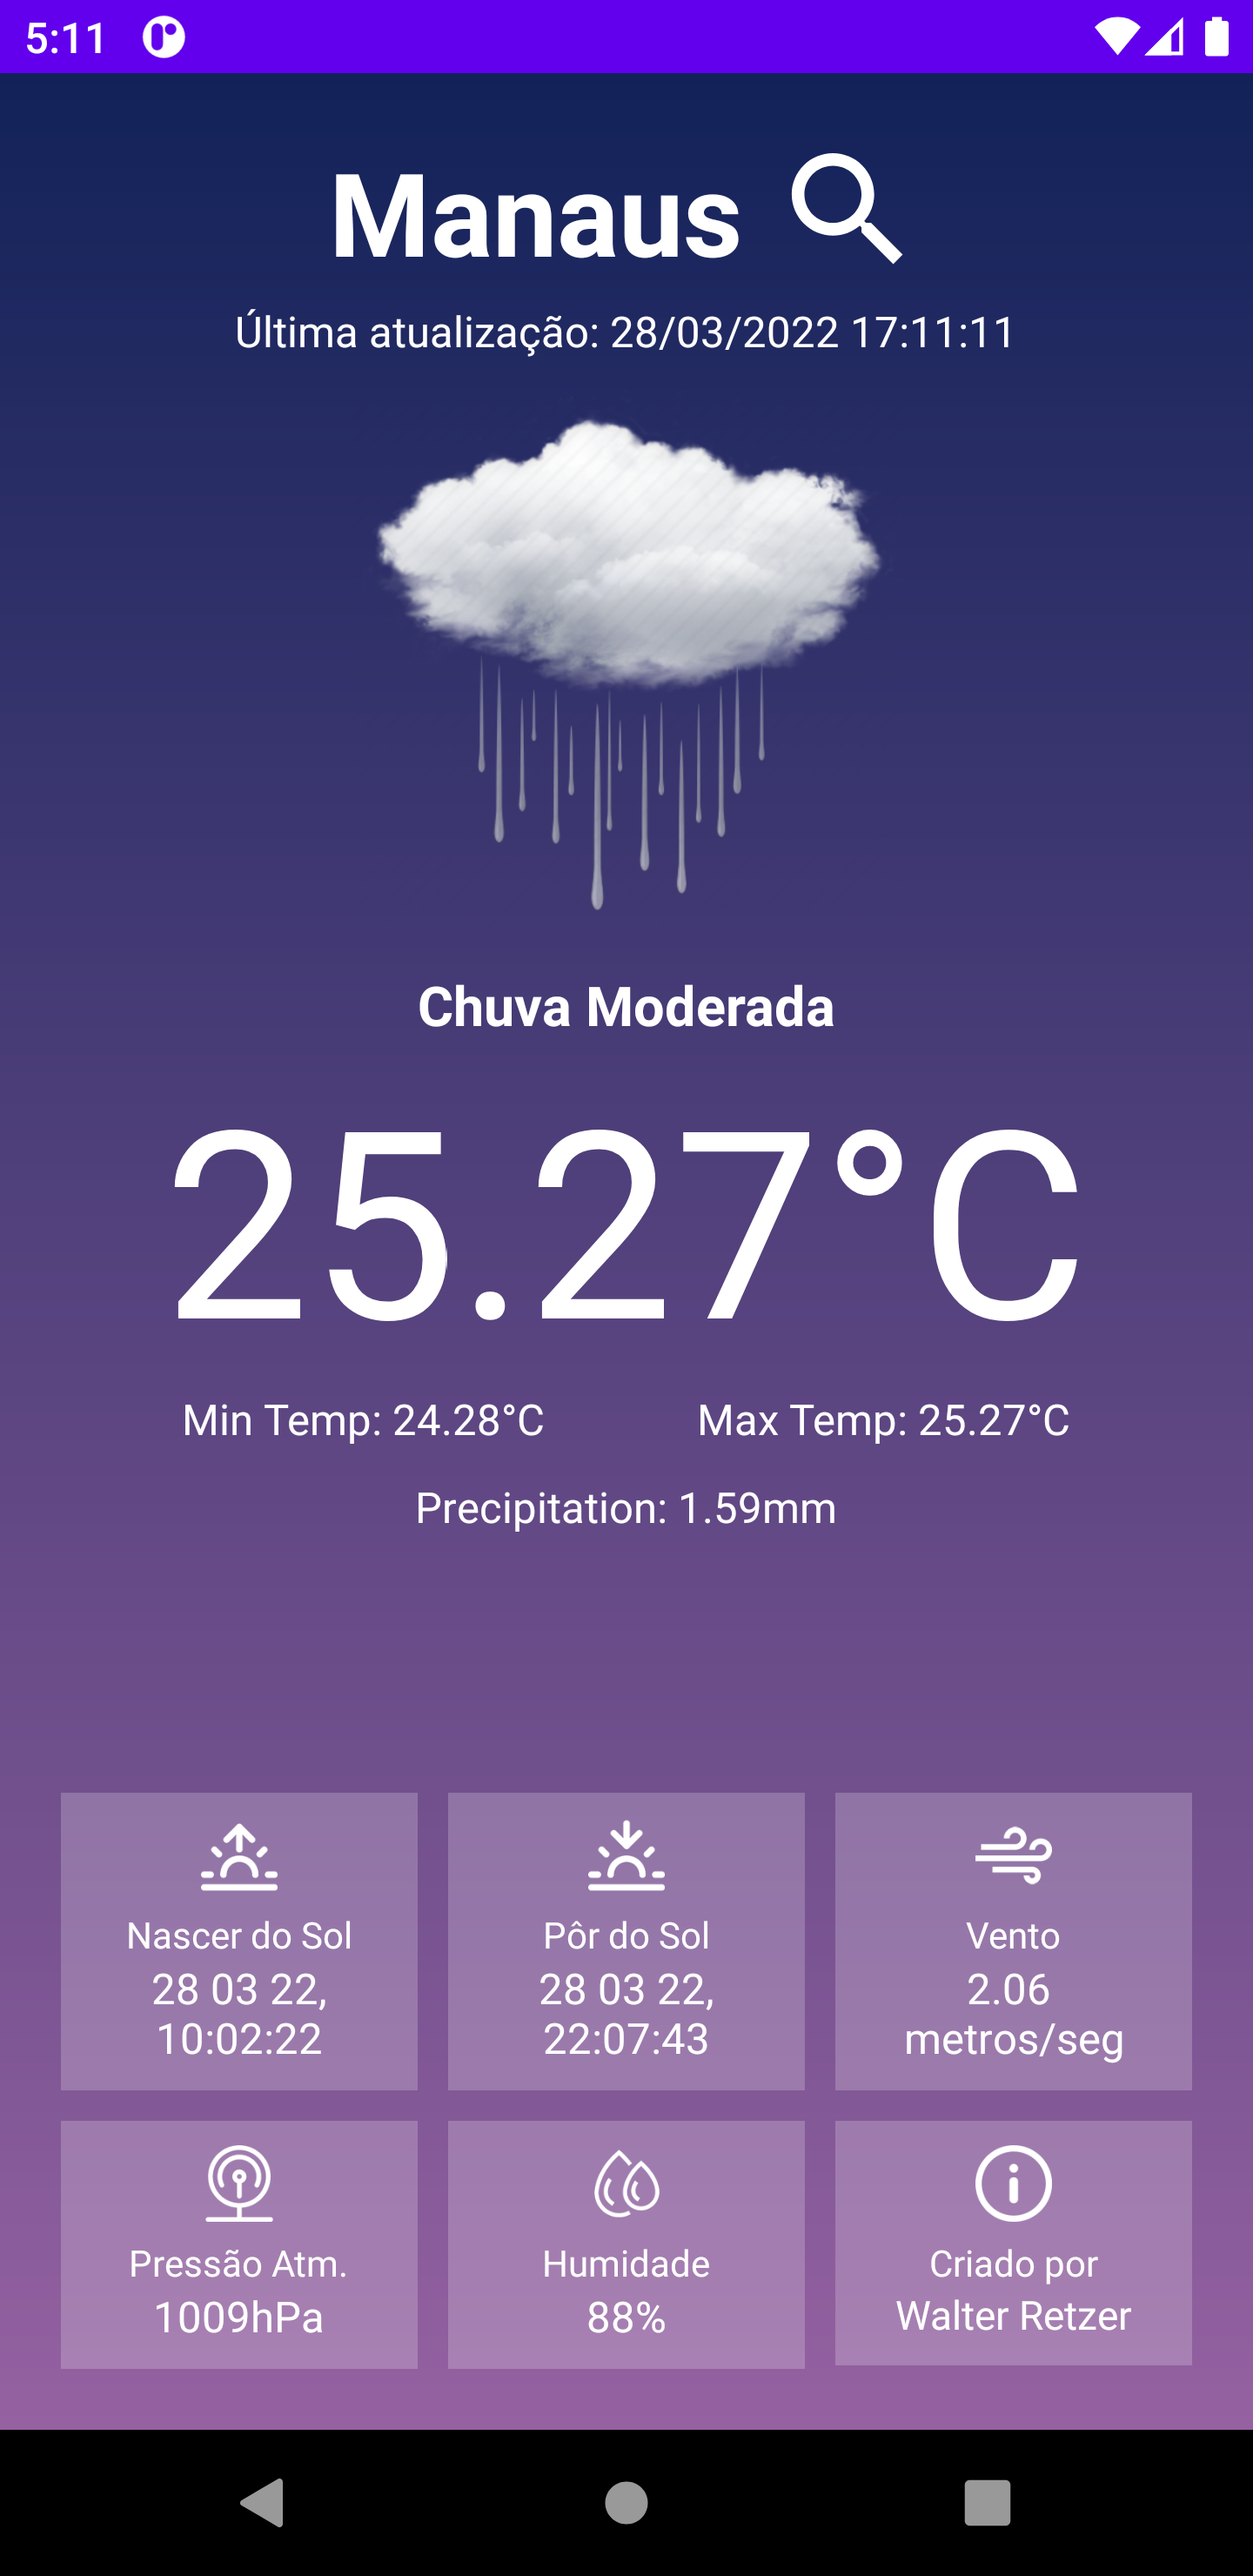 5:11
Manaus
Última atualização: 28/03/2022 17:11:11
Chuva Moderada
25.27°C
Min Temp: 24.28°C
Max Temp: 25.27°C
Precipitation: 1.59mm
Nascer do Sol
28 03 22,
10:02:22
Pôr do Sol
28 03 22,
22:07:43
Vento
2.06
metros/seg
Pressão Atm.
1009hPa
Humidade
88%
Criado por
Walter Retzer